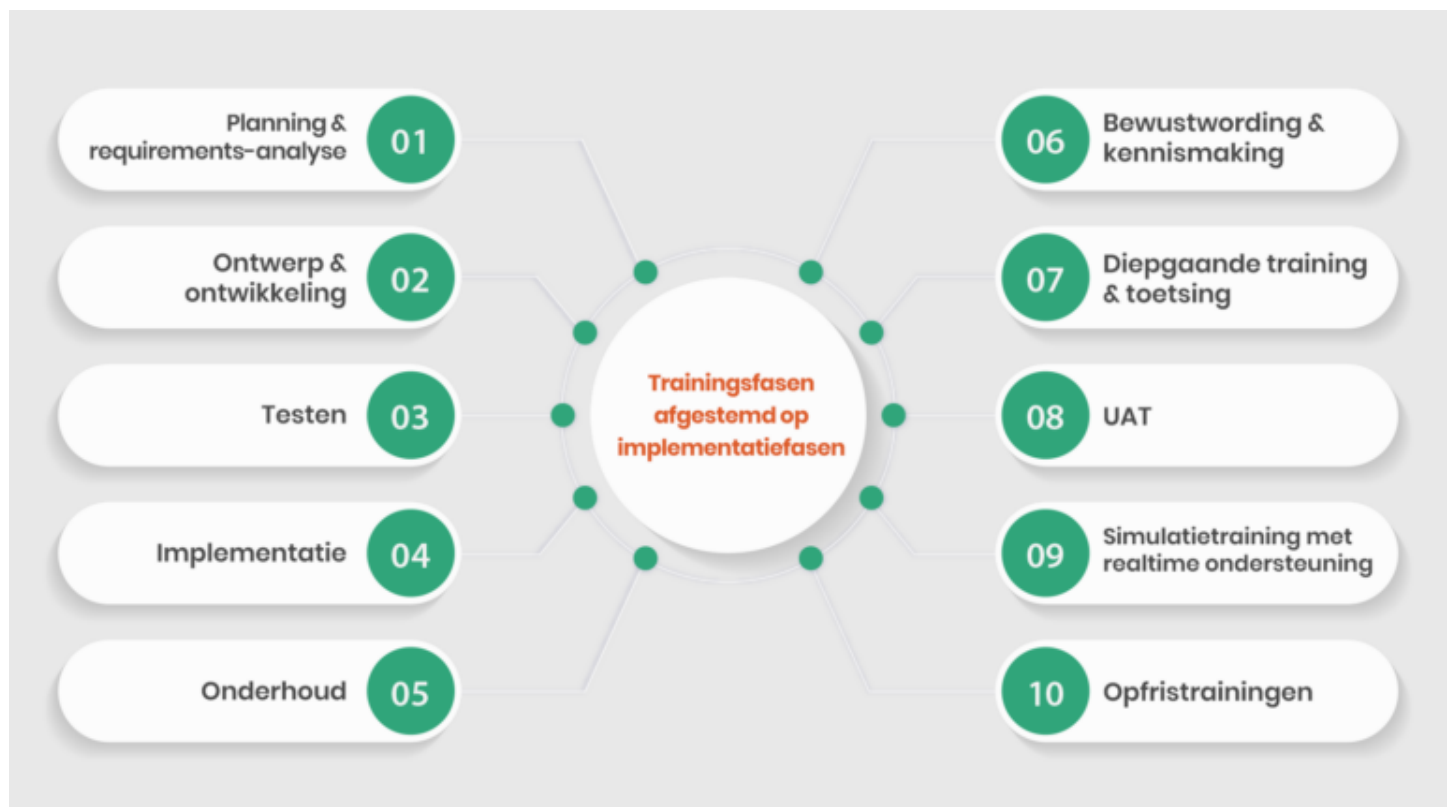 Planning &
requirements-analyse
01
Ontwerp &
ontwikkeling
02
Testen
03
Implementatie
04
Onderhoud
05
Trainingsfasen
afgestemd op
implementatiefasen
06
Bewustwording &
kennismaking
07
Diepgaande training
& toetsing
08
UAT
09
Simulatietraining met
realtime ondersteuning
10
Opfristrainingen